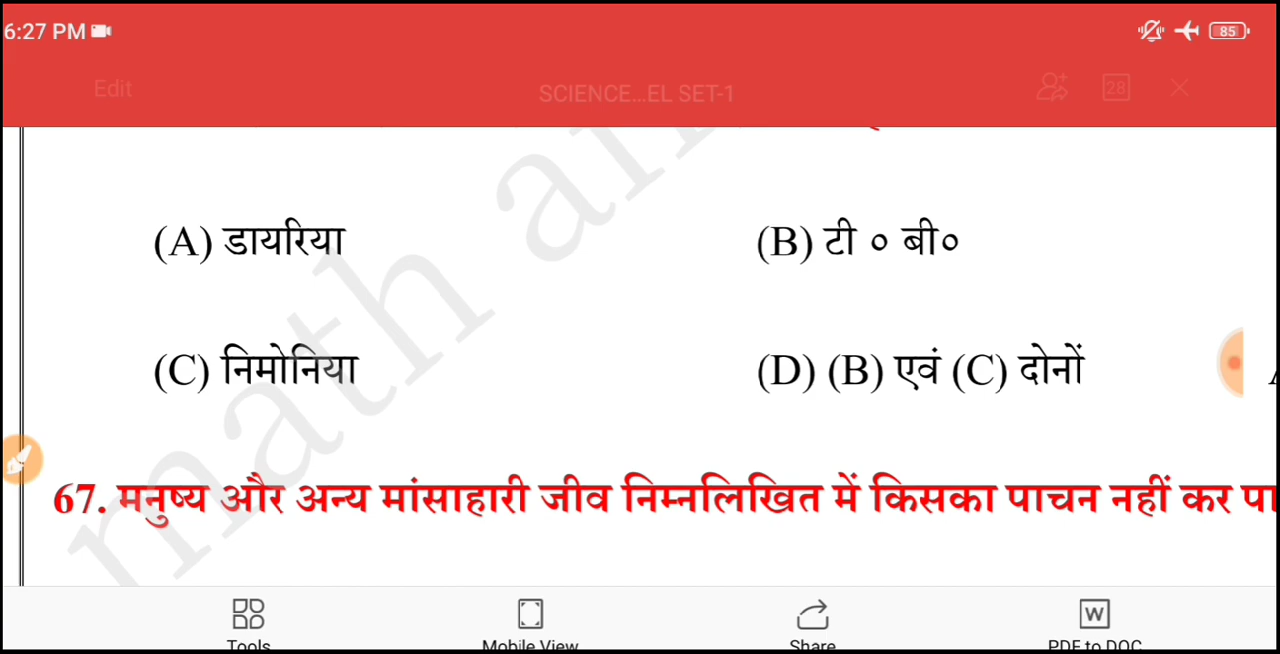 6:27 PM
85
Edit
SCIENCE...EL SET-1
28
(A) डायरिया
(B) टी ० बी०
(C) निमोनिया
(D) (B) एवं (C) दोनों
67. मनुष्य और अन्य मांसाहारी जीव निम्नलिखित में किसका पाचन नहीं कर पा
math
Tools
Mobile View
Share
PDF to DOC